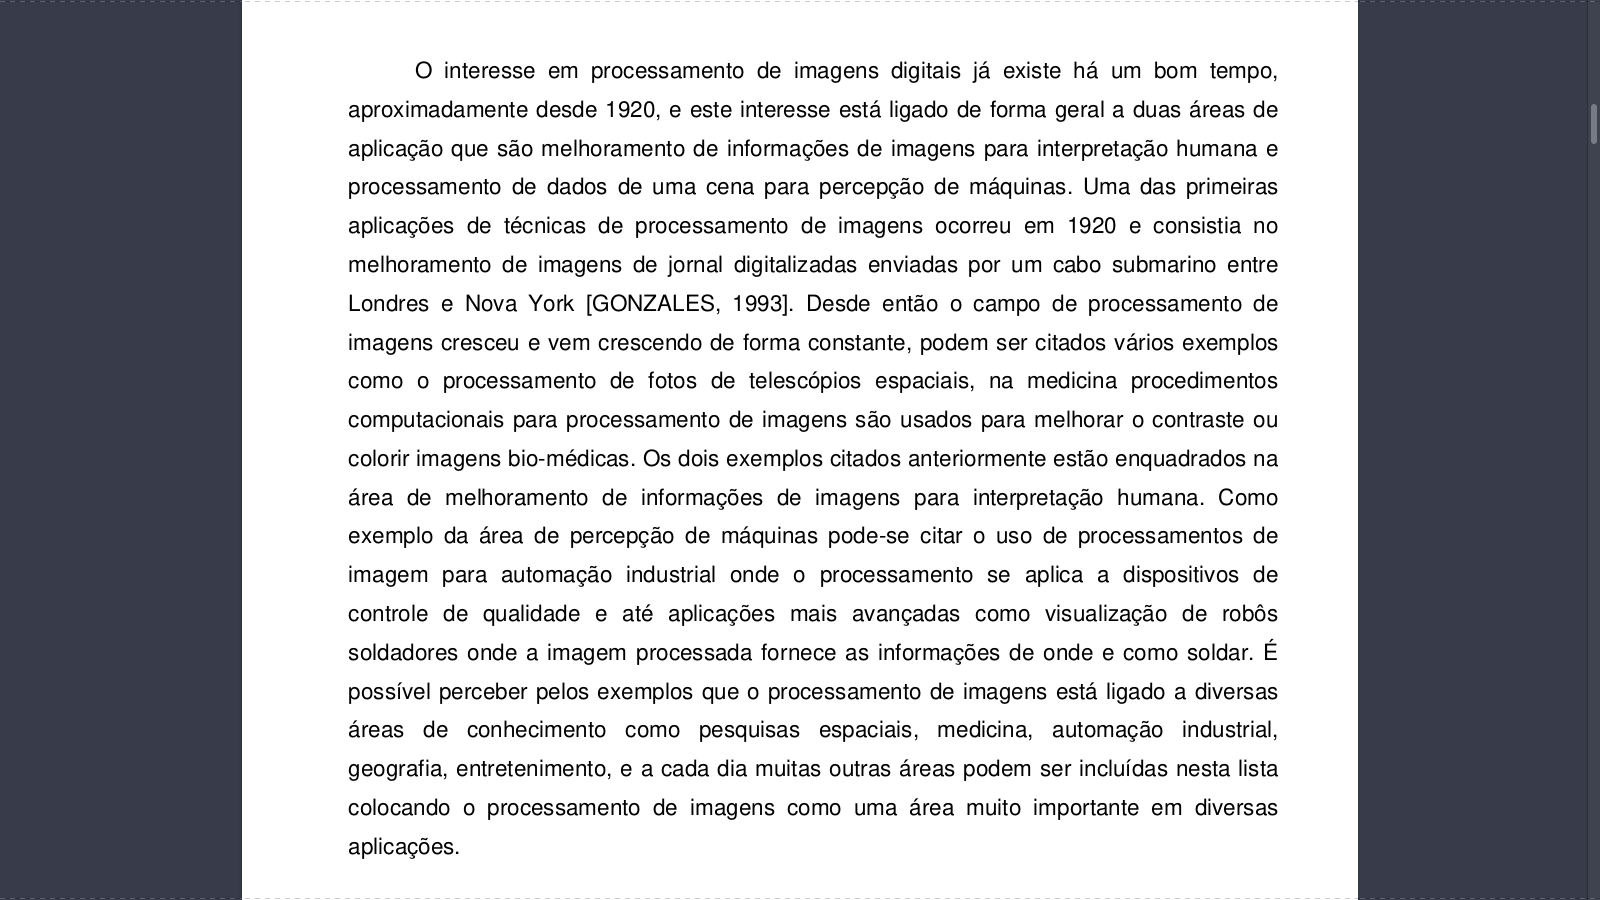 O interesse em processamento de imagens digitais já existe há um bom tempo,
aproximadamente desde 1920, e este interesse está ligado de forma geral a duas áreas de
aplicação que são melhoramento de informações de imagens para interpretação humana e
processamento de dados de uma cena para percepção de máquinas. Uma das primeiras
aplicações de técnicas de processamento de imagens ocorreu em 1920 e consistia no
melhoramento de imagens de jornal digitalizadas enviadas por um cabo submarino entre
Londres e Nova York [GONZALES, 1993]. Desde então o campo de processamento de
imagens cresceu e vem crescendo de forma constante, podem ser citados vários exemplos
como o processamento de fotos de telescópios espaciais, na medicina procedimentos
computacionais para processamento de imagens são usados para melhorar o contraste ou
colorir imagens bio-médicas. Os dois exemplos citados anteriormente estão enquadrados na
área de melhoramento de informações de imagens para interpretação humana. Como
exemplo da área de percepção de máquinas pode-se citar o uso de processamentos de
imagem para automação industrial onde o processamento se aplica a dispositivos de
controle de qualidade e até aplicações mais avançadas como visualização de robôs
soldadores onde a imagem processada fornece as informações de onde e como soldar. É
possível perceber pelos exemplos que o processamento de imagens está ligado a diversas
áreas de conhecimento como pesquisas espaciais, medicina, automação industrial,
geografia, entretenimento, e a cada dia muitas outras áreas podem ser incluídas nesta lista
colocando o processamento de imagens como uma área muito importante em diversas
aplicações.